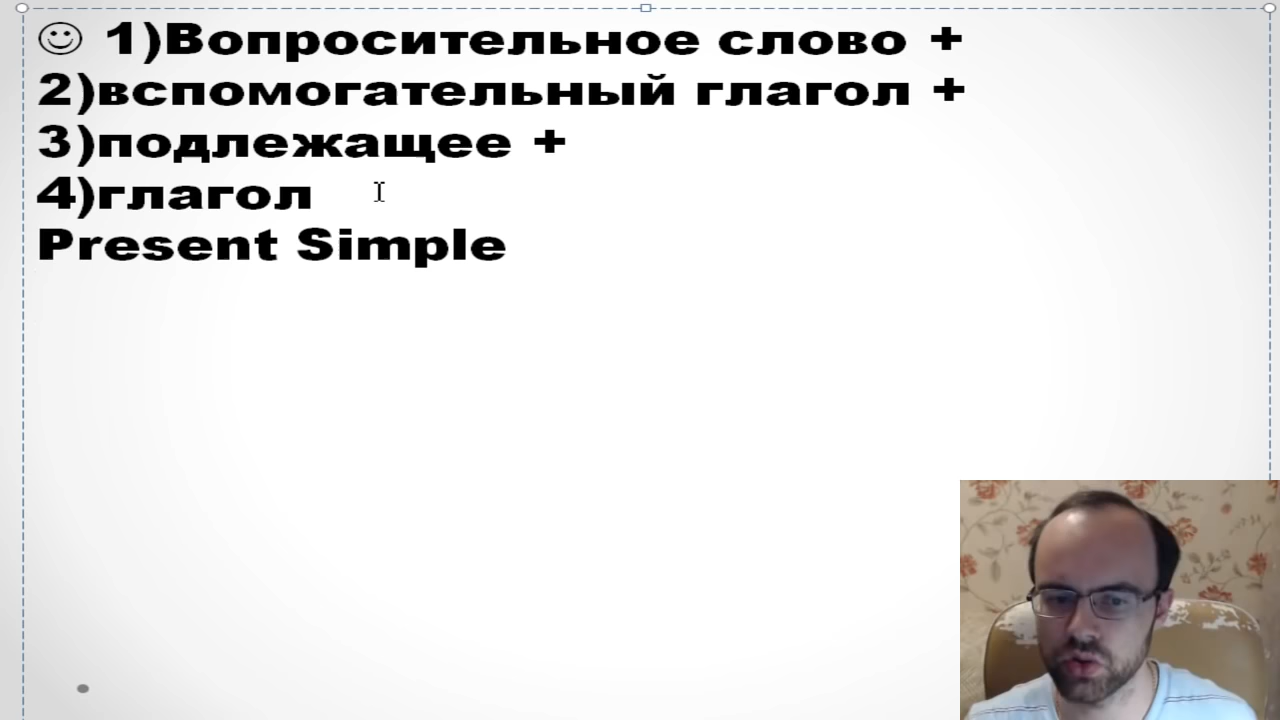 ☺ 1)Вопросительное слово +
2)вспомогательный глагол +
3)подлежащее +
4)глагол
Present Simple